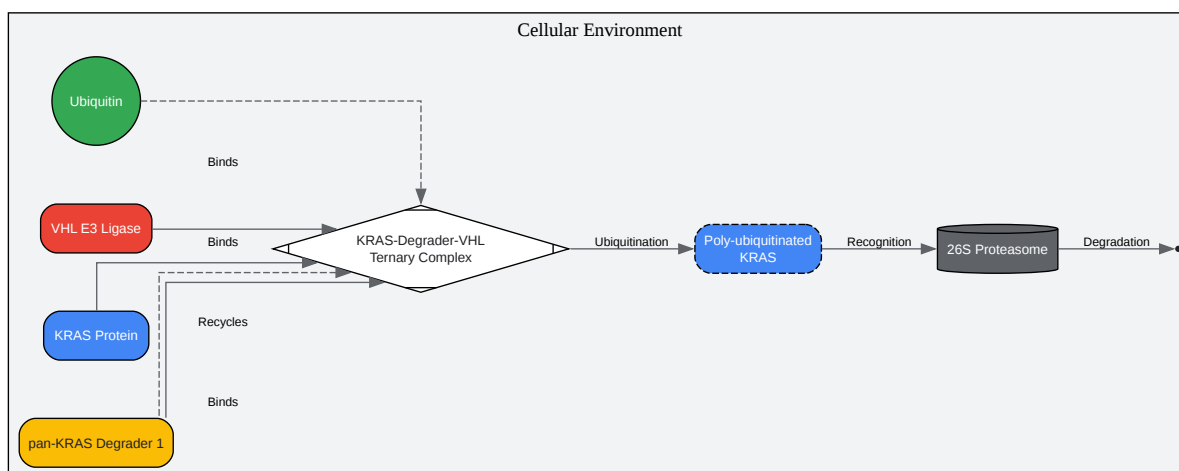 Cellular Environment
Ubiquitin
Binds
VHL E3 Ligase
Binds
KRAS-Degrader-VHL
Ternary Complex
Ubiquitination
Poly-ubiquitinated
KRAS
Recognition
26S Proteasome
Degradation
KRAS Protein
Recycles
Binds
pan-KRAS Degrader 1